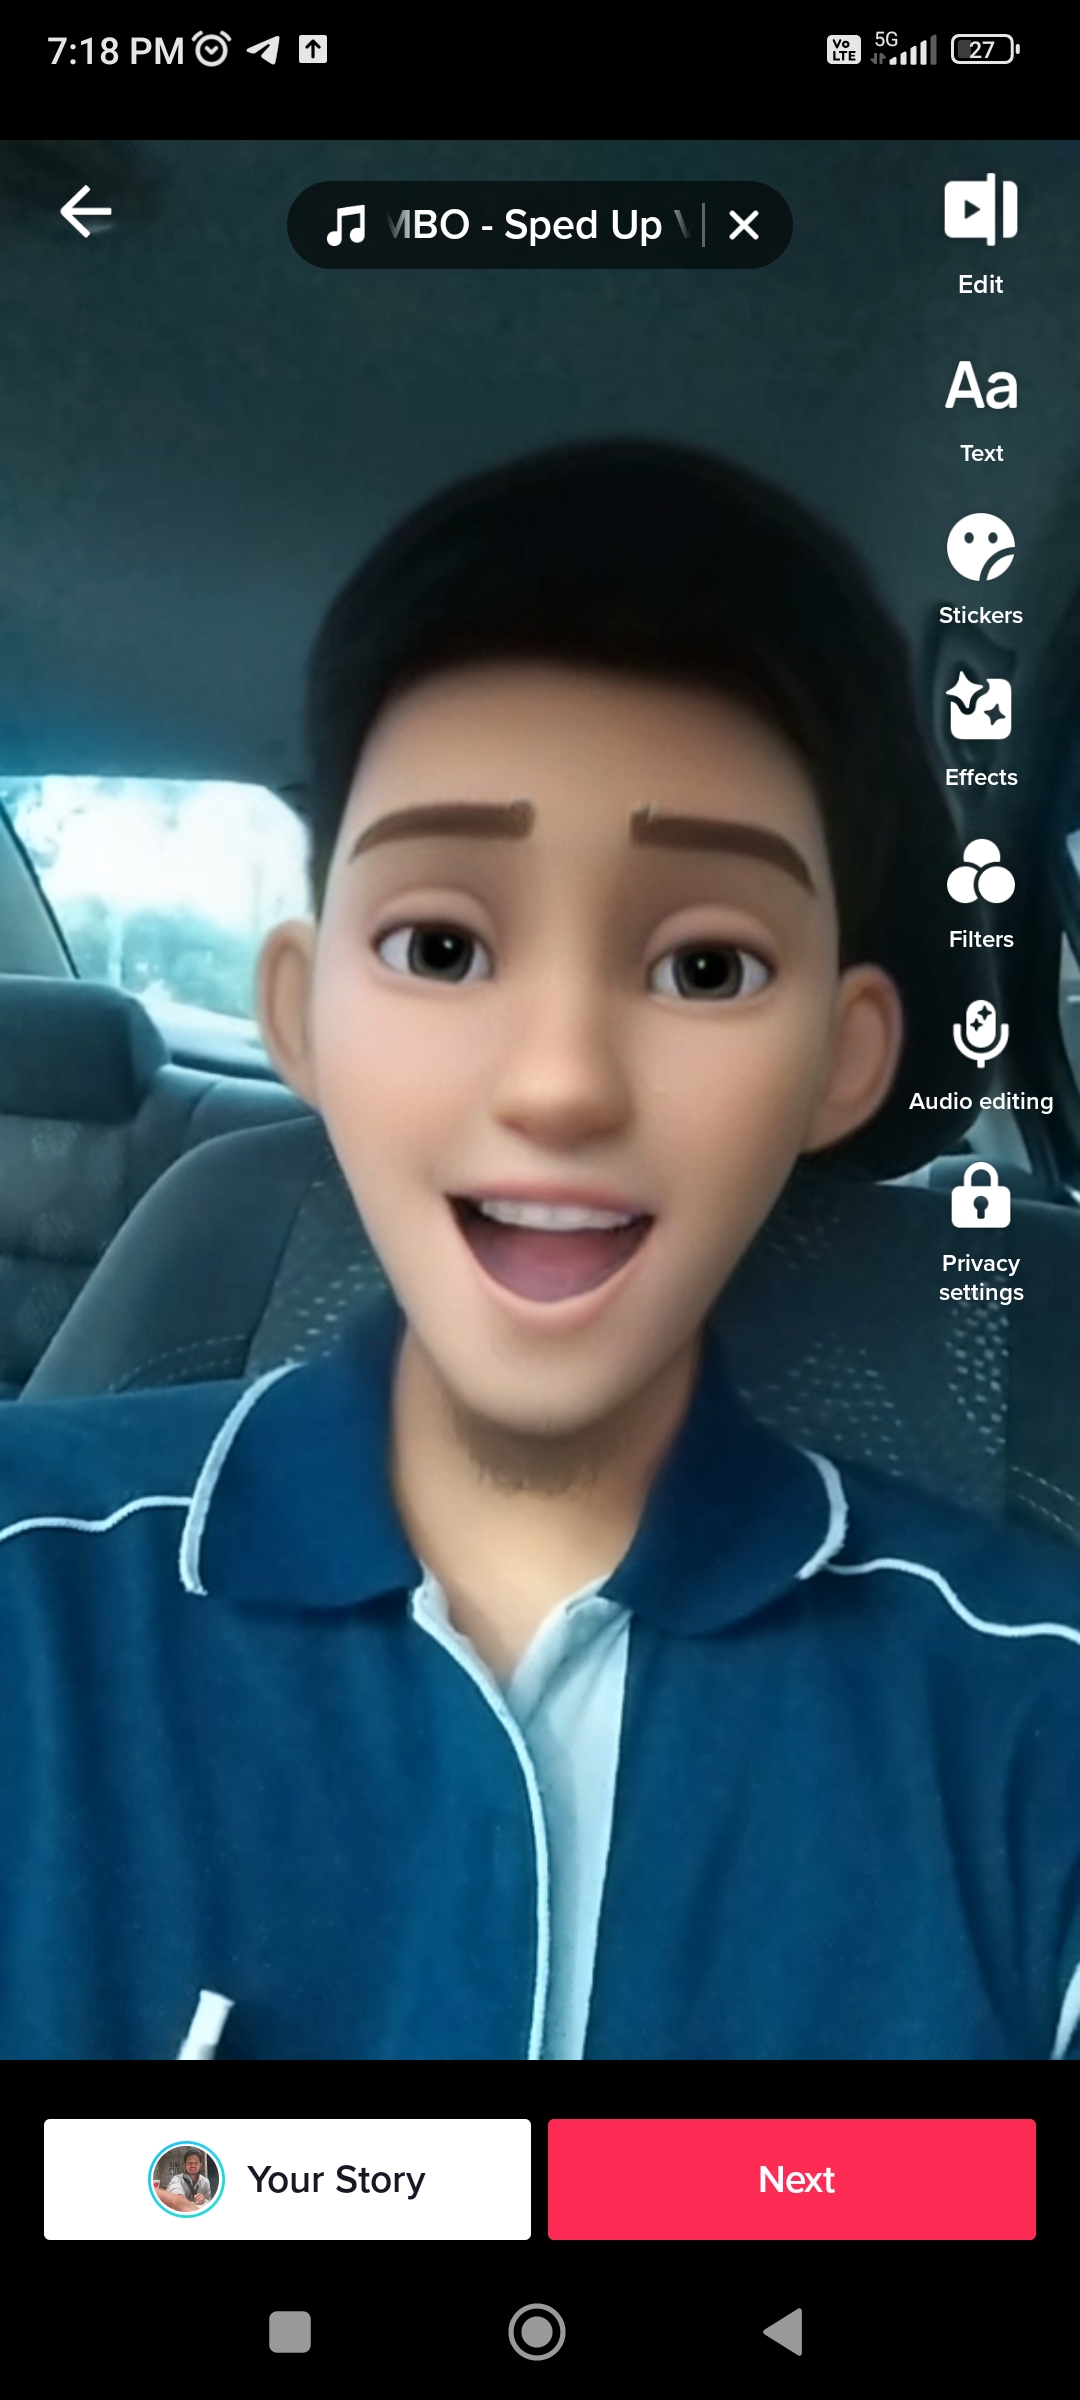 7:18 PM
Vo LTE
5G
27
MBO - Sped Up
Edit
Aa
Text
Stickers
Effects
Filters
Audio editing
Privacy
settings
Your Story
Next